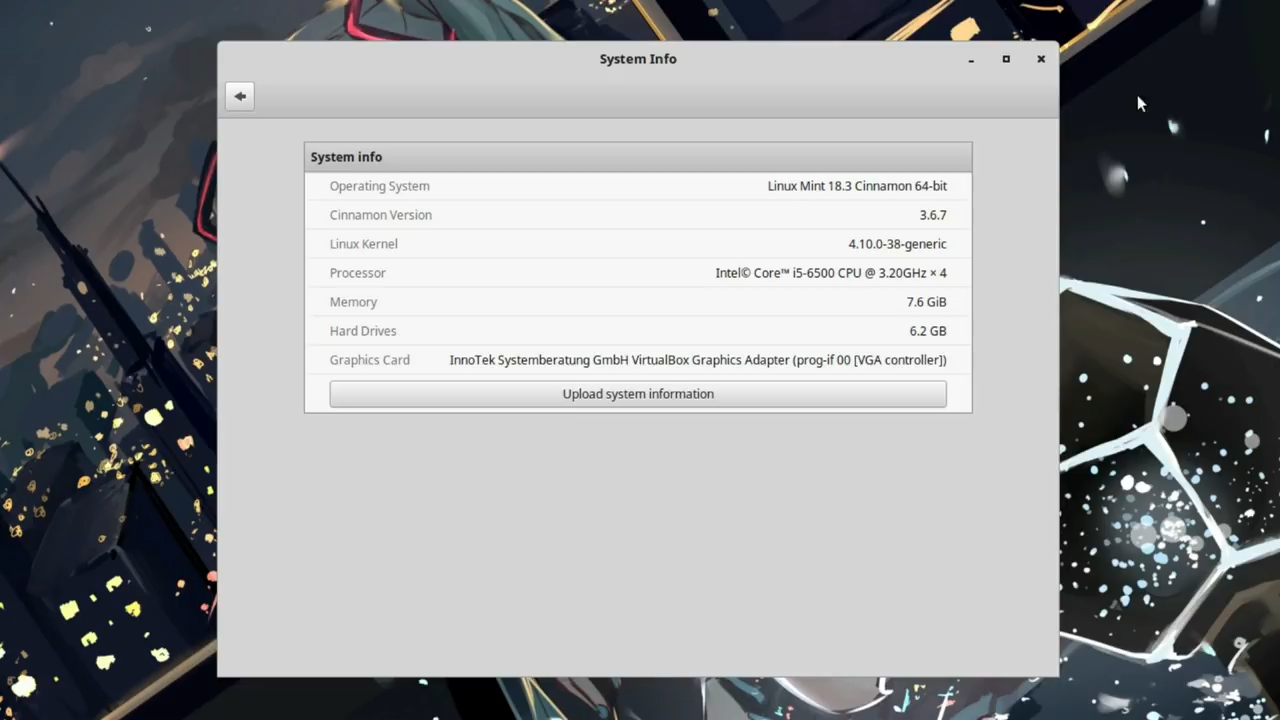 System Info
System info
Operating System Linux Mint 18.3 Cinnamon 64-bit
Cinnamon Version 3.6.7
Linux Kernel 4.10.0-38-generic
Processor Intel© Core™ i5-6500 CPU @ 3.20GHz × 4
Memory 7.6 GiB
Hard Drives 6.2 GB
Graphics Card InnoTek Systemberatung GmbH VirtualBox Graphics Adapter (prog-if 00 [VGA controller])
Upload system information